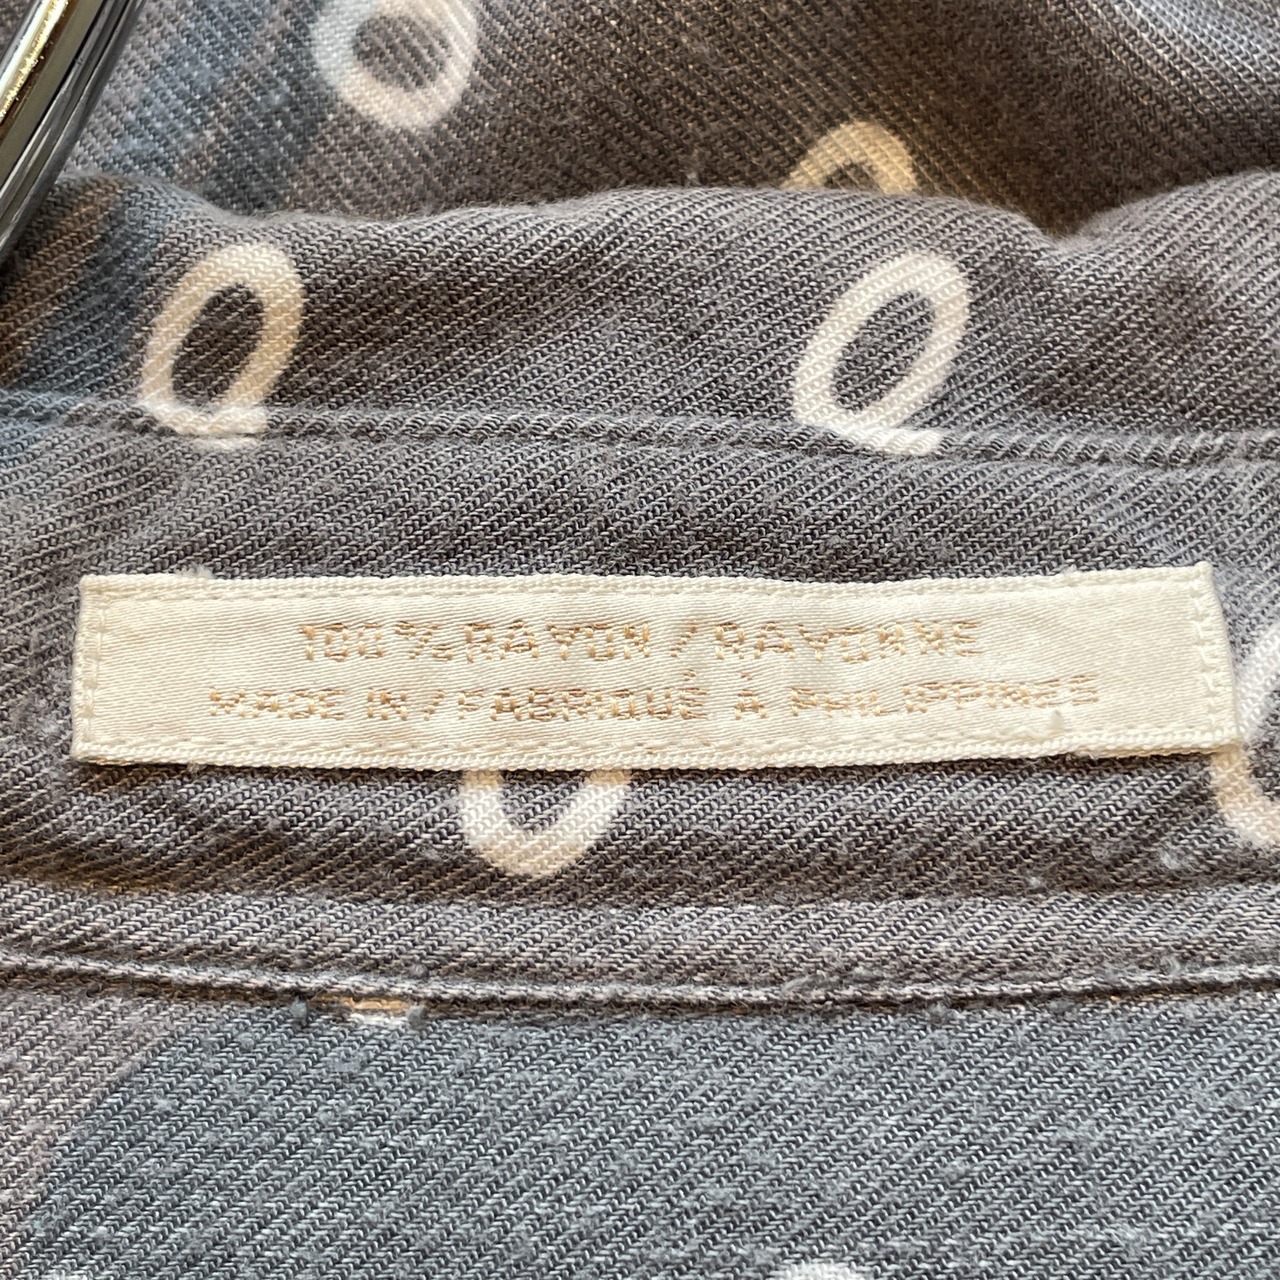 100% RAYON / RAYONNE
MADE IN / FABRIQUÉ À PHILIPPINES